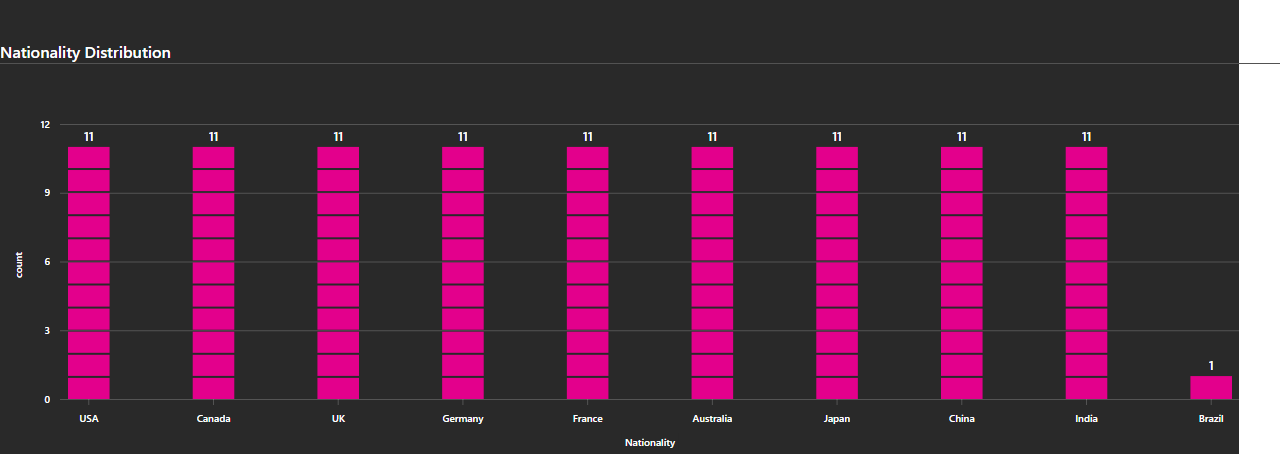 Nationality Distribution
12
11 11 11 11 11 11 11 11 11
9
6
count
3
1
0
USA Canada UK Germany France Australia Japan China India Brazil
Nationality